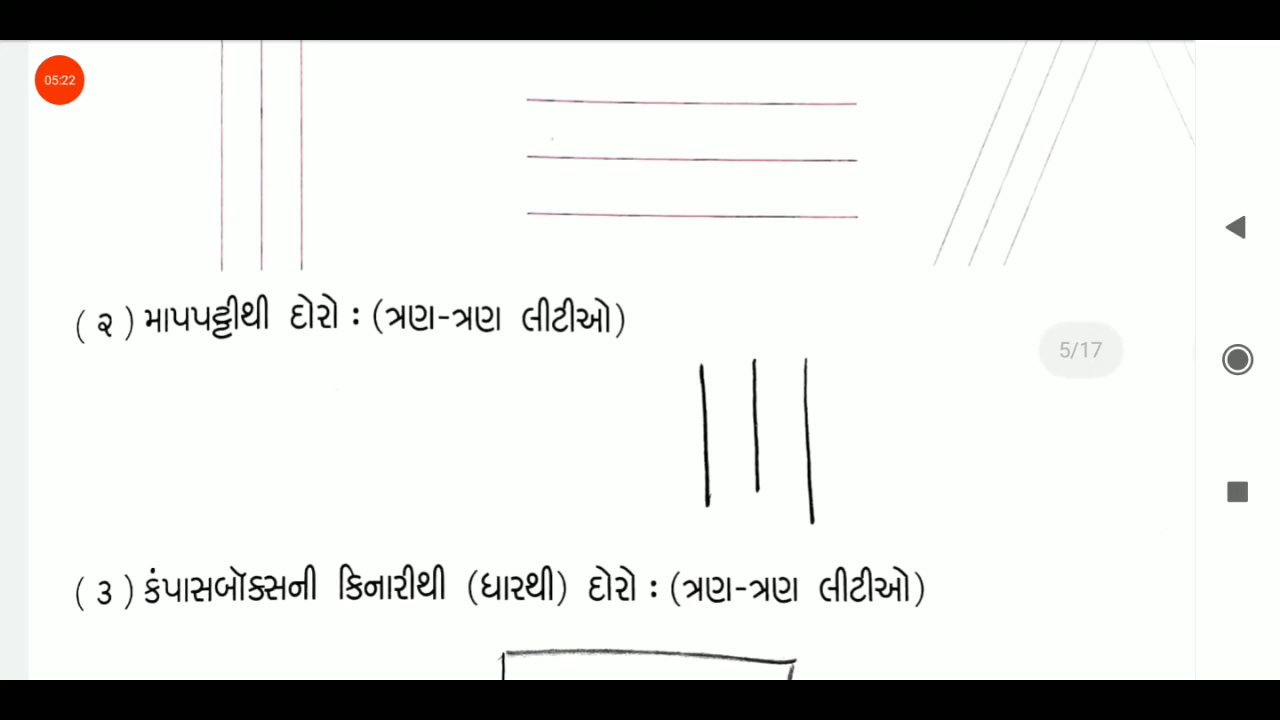 05:22
(૨) માપપટ્ટીથી દોરો : (ત્રણ-ત્રણ લીટીઓ)
5/17
(૩) કંપાસબૉક્સની કિનારીથી (ધારથી) દોરો : (ત્રણ-ત્રણ લીટીઓ)